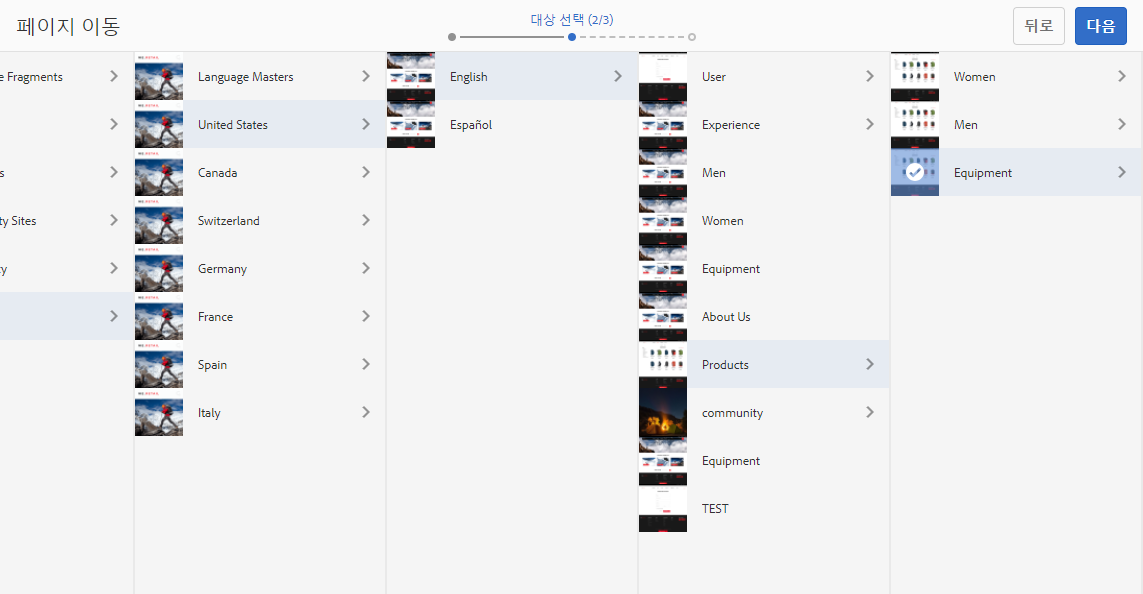 페이지 이동
대상 선택 (2/3)
뒤로
다음
e Fragments
s
ty Sites
y
Language Masters
United States
Canada
Switzerland
Germany
France
Spain
Italy
English
Español
User
Experience
Men
Women
Equipment
About Us
Products
community
Equipment
TEST
Women
Men
Equipment